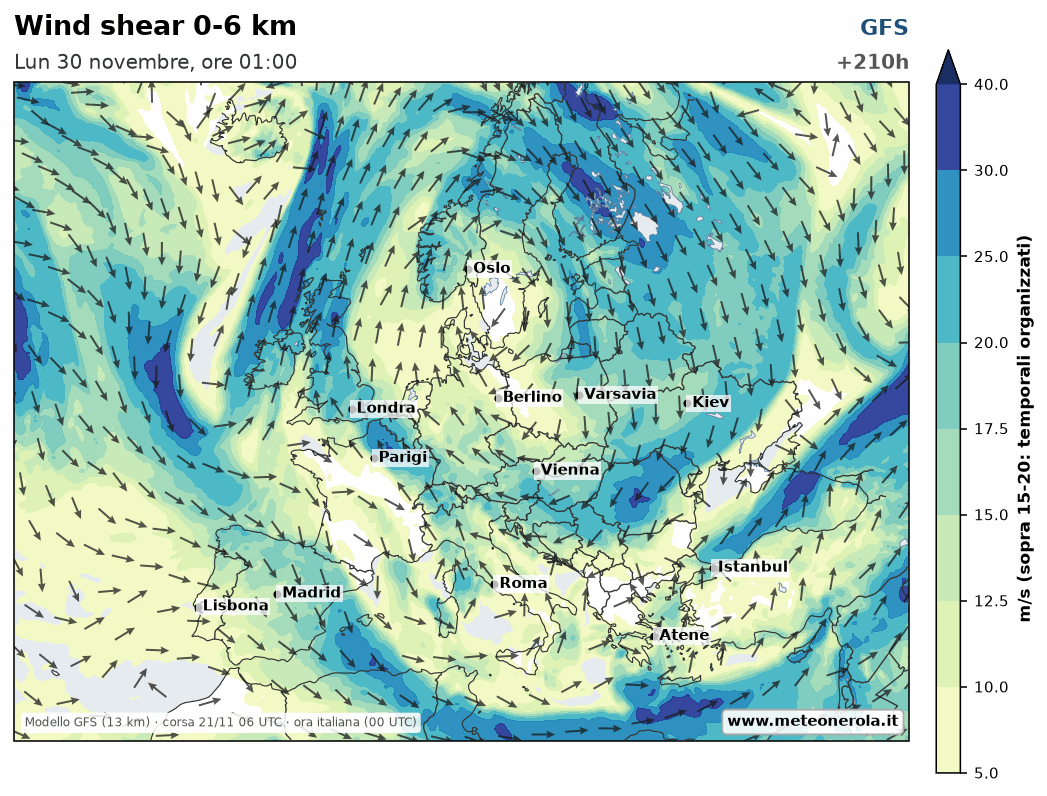 Wind shear 0-6 km
GFS
Lun 30 novembre, ore 01:00
+210h
40.0
30.0
25.0
20.0
17.5
15.0
12.5
10.0
5.0
m/s (sopra 15-20: temporali organizzati)
Oslo
Berlino
Varsavia
Kiev
Londra
Parigi
Vienna
Istanbul
Roma
Madrid
Lisbona
Atene
Modello GFS (13 km) · corsa 21/11 06 UTC · ora italiana (00 UTC)
www.meteonerola.it